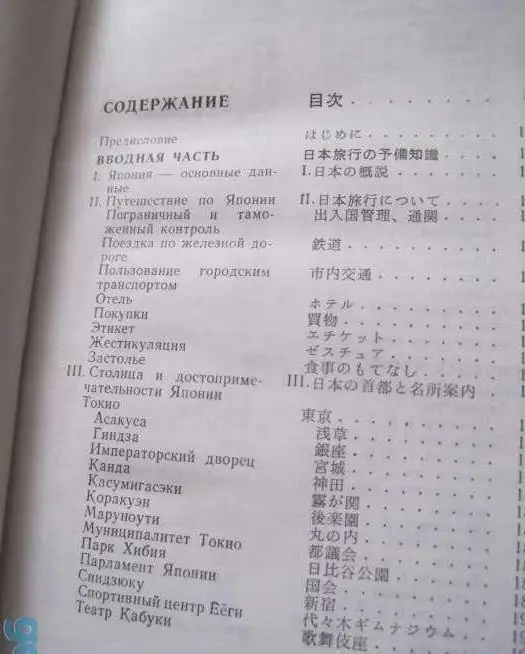 СОДЕРЖАНИЕ 目次
Предисловие はじめに
ВВОДНАЯ ЧАСТЬ 日本旅行の予備知識
I. Япония — основные дан- I.日本の概説
ные
II. Путешествие по Японии II.日本旅行について
Пограничный и тамо- 出入国管理、通関
женный контроль
Поездка по железной до- 鉄道
роге
Пользование городским 市内交通
транспортом
Отель ホテル
Покупки 買物
Этикет エチケット
Жестикуляция ゼスチュア
Застолье 食事のもてなし
III. Столица и достопри­ме- III.日本の首都と名所案内
чательности Японии
Токио 東京
Асакуса 浅草
Гиндза 銀座
Императорский дворец 宮城
Канда 神田
Касумигасэки 霧が関
Коракуэн 後楽園
Маруноути 丸の内
Муниципалитет Токио 都議会
Парк Хибия 日比谷公園
Парламент Японии 国会
Синдзюку 新宿
Спортивный центр Ёёги 代々木ギムナジウム
Театр Кабуки 歌舞伎座